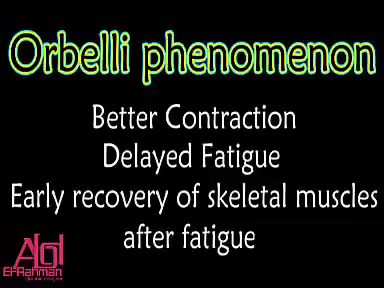 Orbelli phenomenon
Better Contraction
Delayed Fatigue
Early recovery of skeletal muscles
after fatigue
El-Rahman